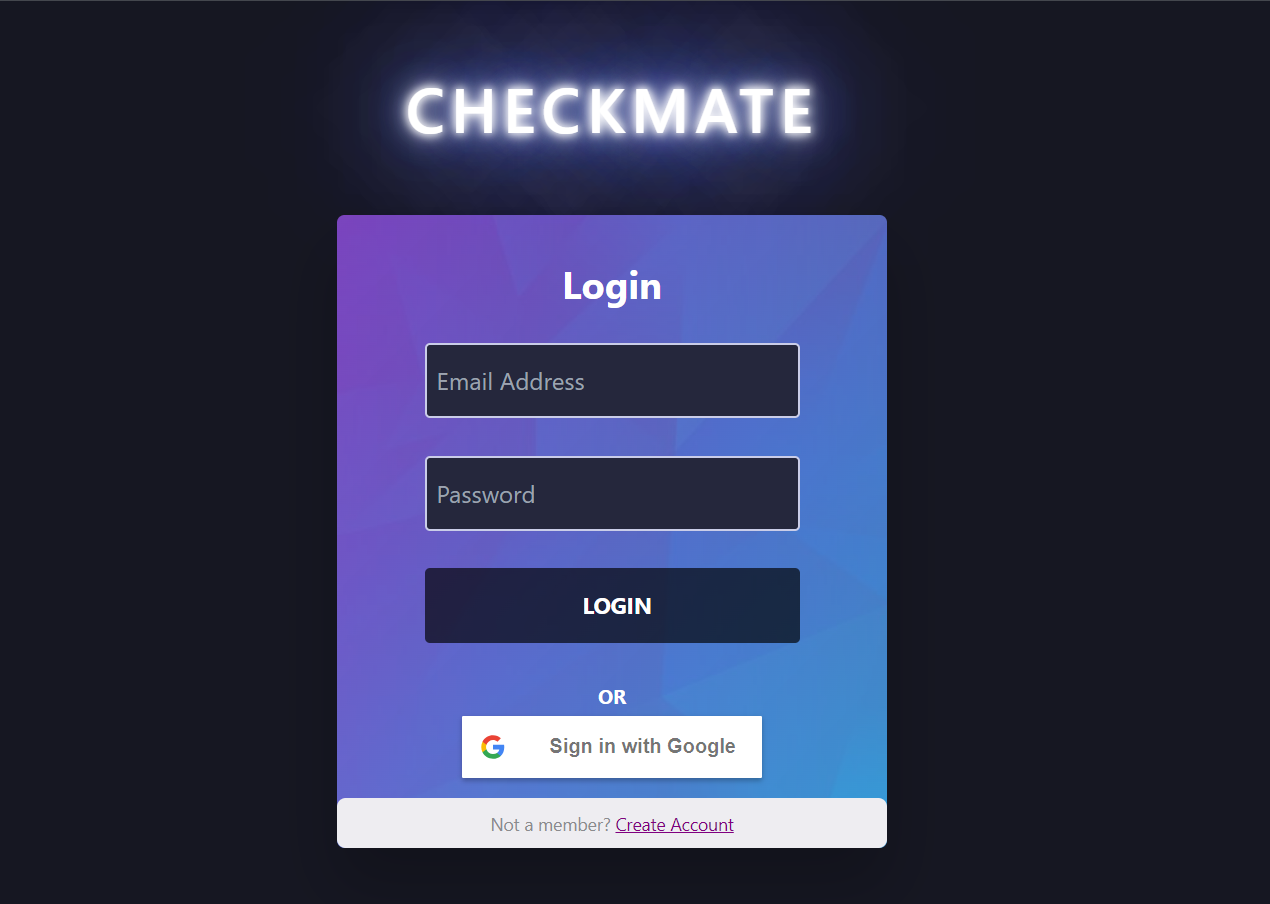 CHECKMATE
Login
Email Address
Password
LOGIN
OR
Sign in with Google
Not a member? Create Account